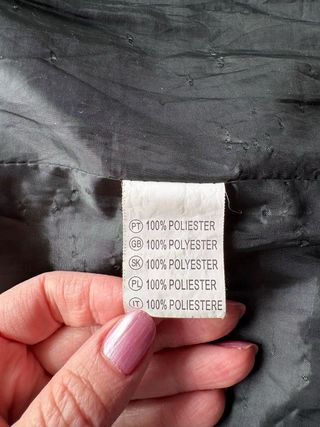 PT 100% POLIESTER
GB 100% POLYESTER
SK 100% POLYESTER
PL 100% POLIESTER
IT 100% POLIESTERE